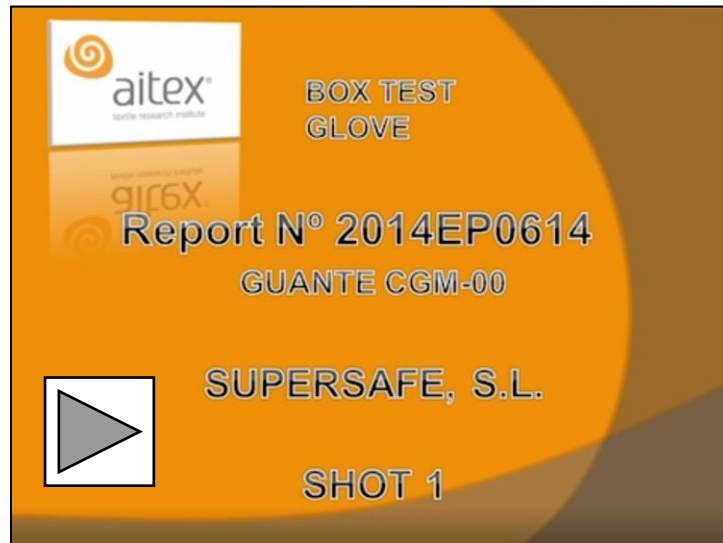 aitex
textile research institute
BOX TEST
GLOVE
Report Nº 2014EP0614
GUANTE CGM-00
SUPERSAFE, S.L.
SHOT 1